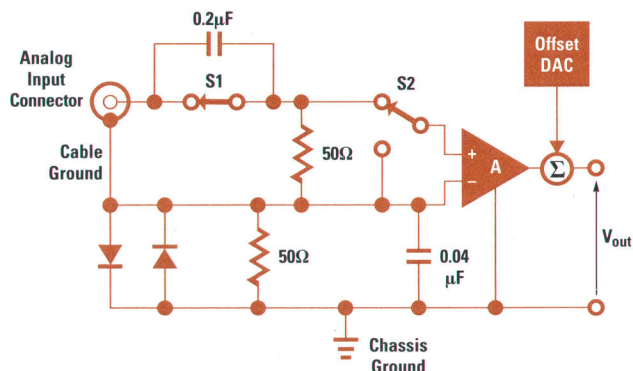 0.2µF
Analog
Input
Connector
S1
S2
Offset
DAC
Cable
Ground
50Ω
+
−
A
Σ
Vout
50Ω
0.04
µF
Chassis
Ground